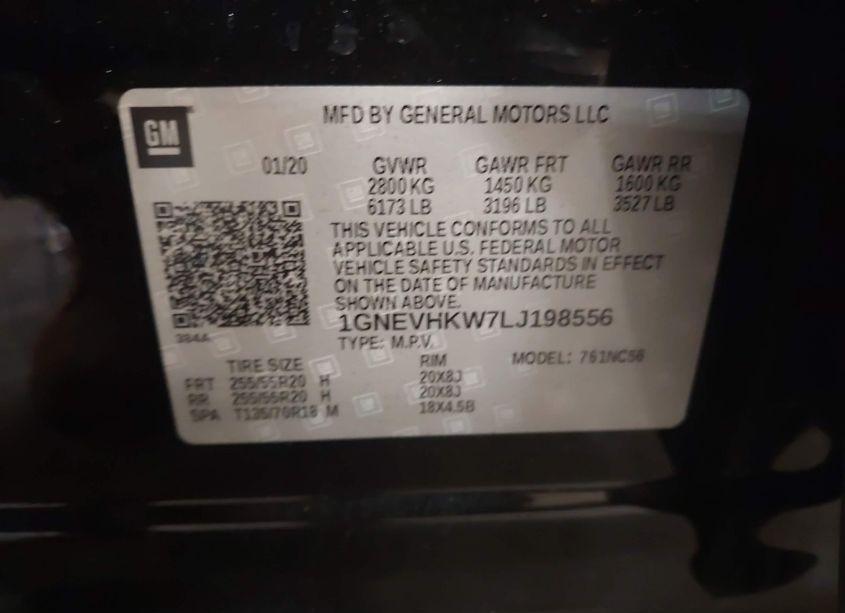 GM
MFD BY GENERAL MOTORS LLC
01/20 GVWR GAWR FRT GAWR RR
2800 KG 1450 KG 1600 KG
6173 LB 3196 LB 3527 LB
THIS VEHICLE CONFORMS TO ALL
APPLICABLE U.S. FEDERAL MOTOR
VEHICLE SAFETY STANDARDS IN EFFECT
ON THE DATE OF MANUFACTURE
SHOWN ABOVE.
384A
1GNEVHKW7LJ198556
TYPE: M.P.V.
TIRE SIZE RIM MODEL: 761NC56
FRT 255/55R20 H 20X8J
RR 255/55R20 H 20X8J
SPA T135/70R18 M 18X4.5B